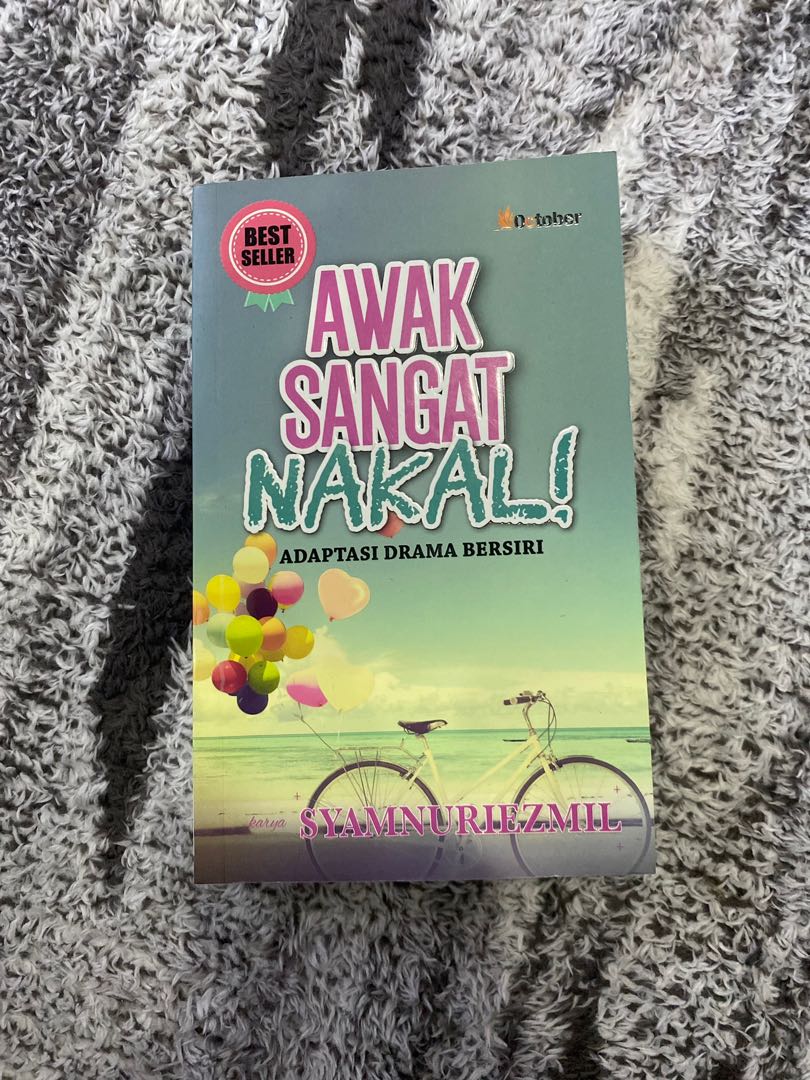 BEST
SELLER
October
AWAK
SANGAT
NAKAL!
ADAPTASI DRAMA BERSIRI
karya SYAMNURIEZMIL